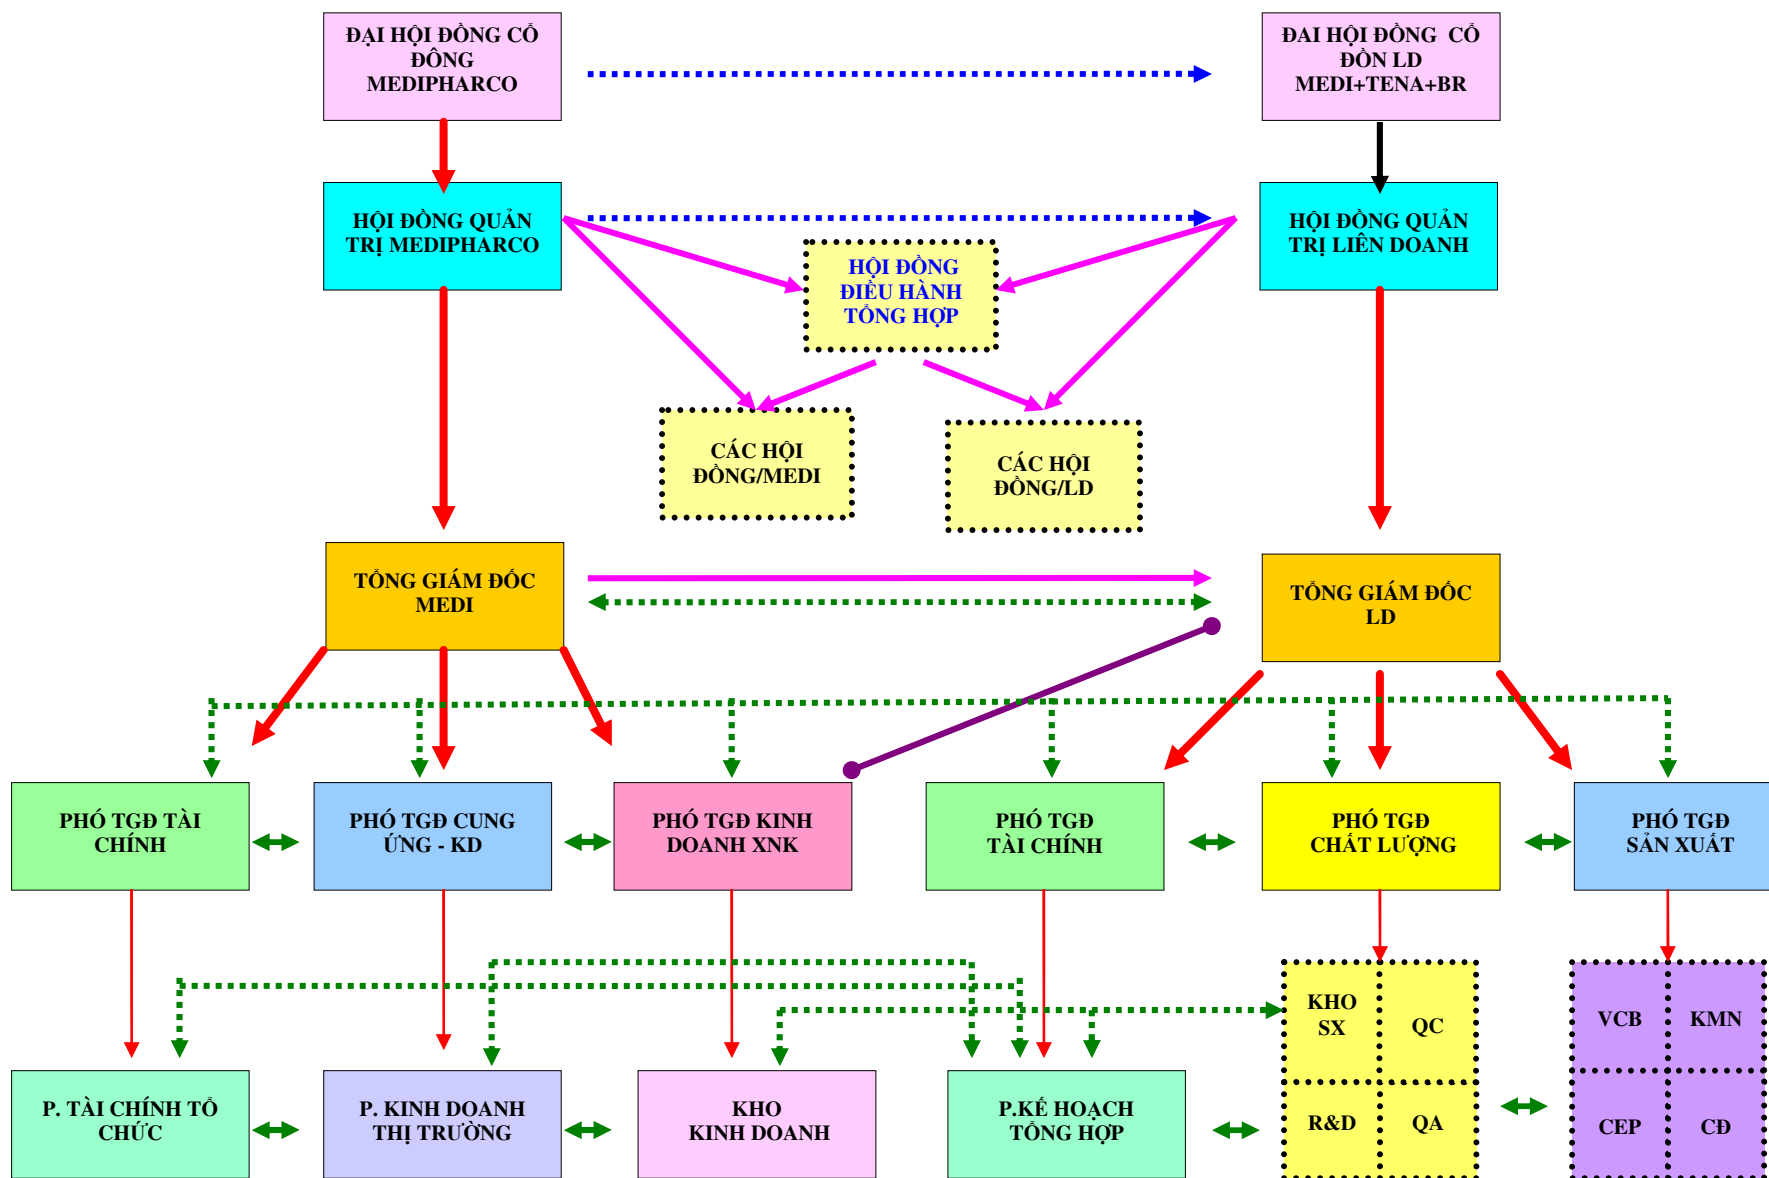 ĐẠI HỘI ĐỒNG CỔ
ĐÔNG
MEDIPHARCO
ĐAI HỘI ĐỒNG CỔ
ĐỒN LD
MEDI+TENA+BR
HỘI ĐỒNG QUẢN
TRỊ MEDIPHARCO
HỘI ĐỒNG QUẢN
TRỊ LIÊN DOANH
HỘI ĐỒNG
ĐIỀU HÀNH
TỔNG HỢP
CÁC HỘI
ĐỒNG/MEDI
CÁC HỘI
ĐỒNG/LD
TỔNG GIÁM ĐỐC
MEDI
TỔNG GIÁM ĐỐC
LD
PHÓ TGĐ TÀI
CHÍNH
PHÓ TGĐ CUNG
ỨNG - KD
PHÓ TGĐ KINH
DOANH XNK
PHÓ TGĐ
TÀI CHÍNH
PHÓ TGĐ
CHẤT LƯỢNG
PHÓ TGĐ
SẢN XUẤT
KHO
SX
QC
R&D
QA
VCB
KMN
CEP
CĐ
P. TÀI CHÍNH TỔ
CHỨC
P. KINH DOANH
THỊ TRƯỜNG
KHO
KINH DOANH
P.KẾ HOẠCH
TỔNG HỢP